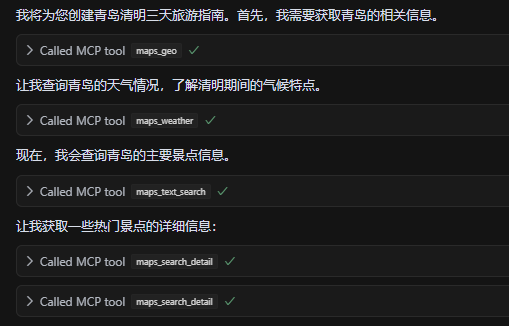 我将为您创建青岛清明三天旅游指南。首先，我需要获取青岛的相关信息。
Called MCP tool maps_geo
让我查询青岛的天气情况，了解清明期间的气候特点。
Called MCP tool maps_weather
现在，我会查询青岛的主要景点信息。
Called MCP tool maps_text_search
让我获取一些热门景点的详细信息：
Called MCP tool maps_search_detail
Called MCP tool maps_search_detail